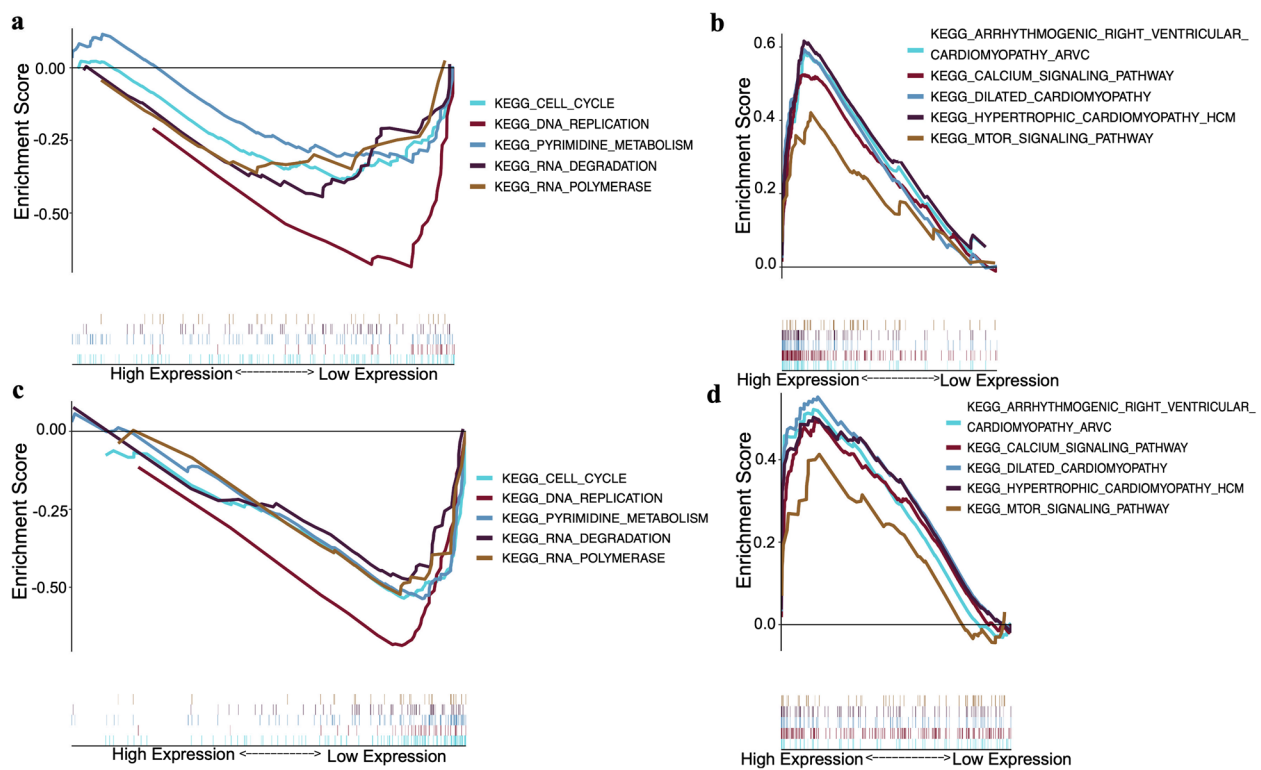 a
Enrichment Score
0.00
-0.25
-0.50
KEGG_CELL_CYCLE
KEGG_DNA_REPLICATION
KEGG_PYRIMIDINE_METABOLISM
KEGG_RNA_DEGRADATION
KEGG_RNA_POLYMERASE
High Expression <-------------> Low Expression
b
Enrichment Score
0.6
0.4
0.2
0.0
KEGG_ARRHYTHMOGENIC_RIGHT_VENTRICULAR_
CARDIOMYOPATHY_ARVC
KEGG_CALCIUM_SIGNALING_PATHWAY
KEGG_DILATED_CARDIOMYOPATHY
KEGG_HYPERTROPHIC_CARDIOMYOPATHY_HCM
KEGG_MTOR_SIGNALING_PATHWAY
High Expression <-------------> Low Expression
c
Enrichment Score
0.00
-0.25
-0.50
KEGG_CELL_CYCLE
KEGG_DNA_REPLICATION
KEGG_PYRIMIDINE_METABOLISM
KEGG_RNA_DEGRADATION
KEGG_RNA_POLYMERASE
High Expression <-------------> Low Expression
d
Enrichment Score
0.4
0.2
0.0
KEGG_ARRHYTHMOGENIC_RIGHT_VENTRICULAR_
CARDIOMYOPATHY_ARVC
KEGG_CALCIUM_SIGNALING_PATHWAY
KEGG_DILATED_CARDIOMYOPATHY
KEGG_HYPERTROPHIC_CARDIOMYOPATHY_HCM
KEGG_MTOR_SIGNALING_PATHWAY
High Expression <-------------> Low Expression